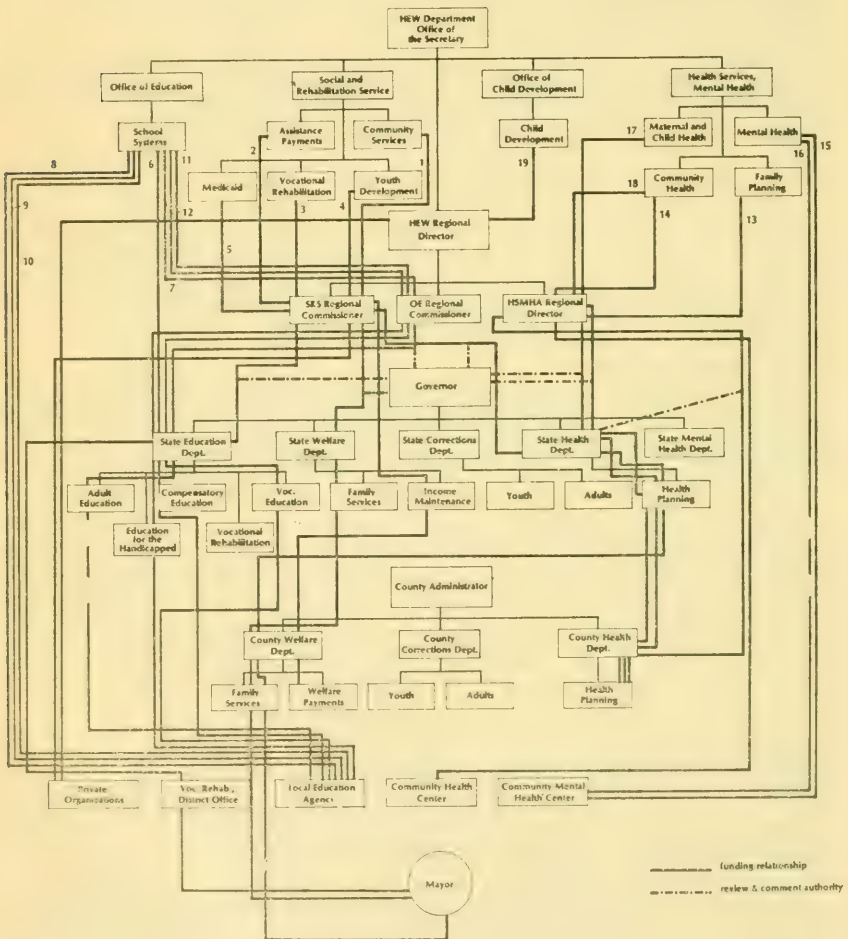 HEW Department
Office of
the Secretary
Office of Education
Social and
Rehabilitation Service
Office of
Child Development
Health Services,
Mental Health
School
Systems
Assistance
Payments
Community
Services
Child
Development
Maternal and
Child Health
Mental Health
8
6
11
2
1
19
17
16
15
Medicaid
Vocational
Rehabilitation
Youth
Development
Community
Health
Family
Planning
9
12
3
4
18
14
13
HEW Regional
Director
10
5
7
SRS Regional
Commissioner
OE Regional
Commissioner
HSMHA Regional
Director
Governor
State Education
Dept.
State Welfare
Dept.
State Corrections
Dept.
State Health
Dept.
State Mental
Health Dept.
Adult
Education
Compensatory
Education
Voc.
Education
Family
Services
Income
Maintenance
Youth
Adults
Health
Planning
Education
for the
Handicapped
Vocational
Rehabilitation
County Administrator
County Welfare
Dept.
County
Corrections Dept.
County Health
Dept.
Family
Services
Welfare
Payments
Youth
Adults
Health
Planning
Private
Organizations
Voc. Rehab.,
District Office
Local Education
Agency
Community Health
Center
Community Mental
Health Center
Mayor
funding relationship
review & comment authority